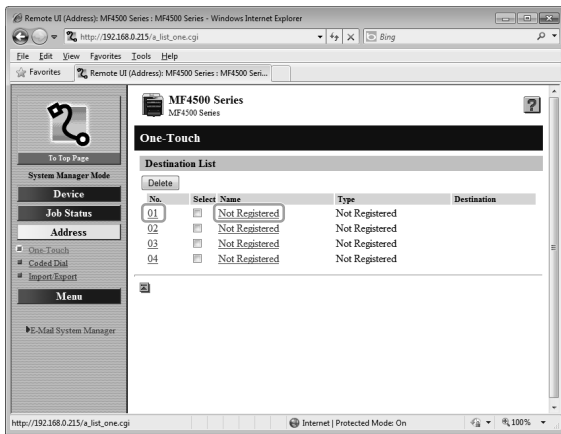 Remote UI (Address): MF4500 Series : MF4500 Series - Windows Internet Explorer
http://192.168.0.215/a_list_one.cgi
Bing
File Edit View Favorites Tools Help
Favorites
Remote UI (Address): MF4500 Series : MF4500 Seri...
To Top Page
System Manager Mode
Device
Job Status
Address
One-Touch
Coded Dial
Import/Export
Menu
E-Mail System Manager
MF4500 Series
MF4500 Series
?
One-Touch
Destination List
Delete
No. Select Name Type Destination
01 Not Registered Not Registered
02 Not Registered Not Registered
03 Not Registered Not Registered
04 Not Registered Not Registered
http://192.168.0.215/a_list_one.cgi
Internet | Protected Mode: On
100%